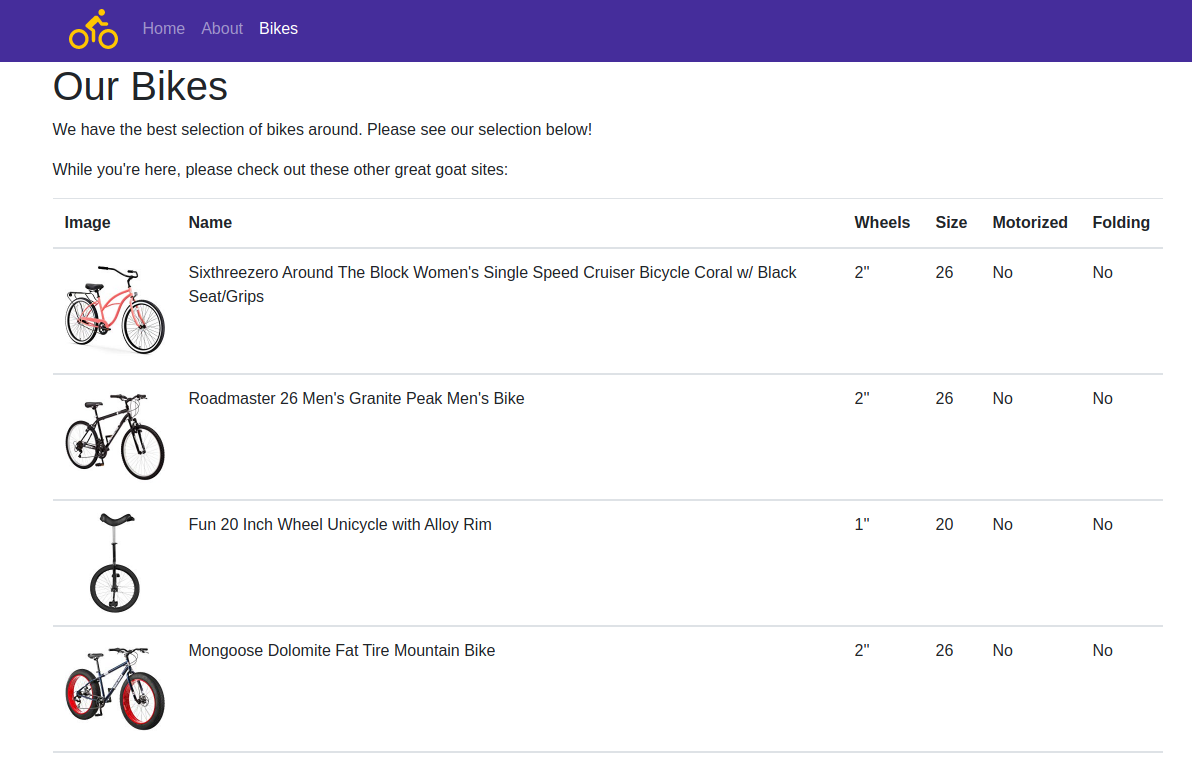 Home About Bikes
Our Bikes
We have the best selection of bikes around. Please see our selection below!
While you're here, please check out these other great goat sites:
Image Name Wheels Size Motorized Folding
Sixthreezero Around The Block Women's Single Speed Cruiser Bicycle Coral w/ Black 2" 26 No No
Seat/Grips
Roadmaster 26 Men's Granite Peak Men's Bike 2" 26 No No
Fun 20 Inch Wheel Unicycle with Alloy Rim 1" 20 No No
Mongoose Dolomite Fat Tire Mountain Bike 2" 26 No No